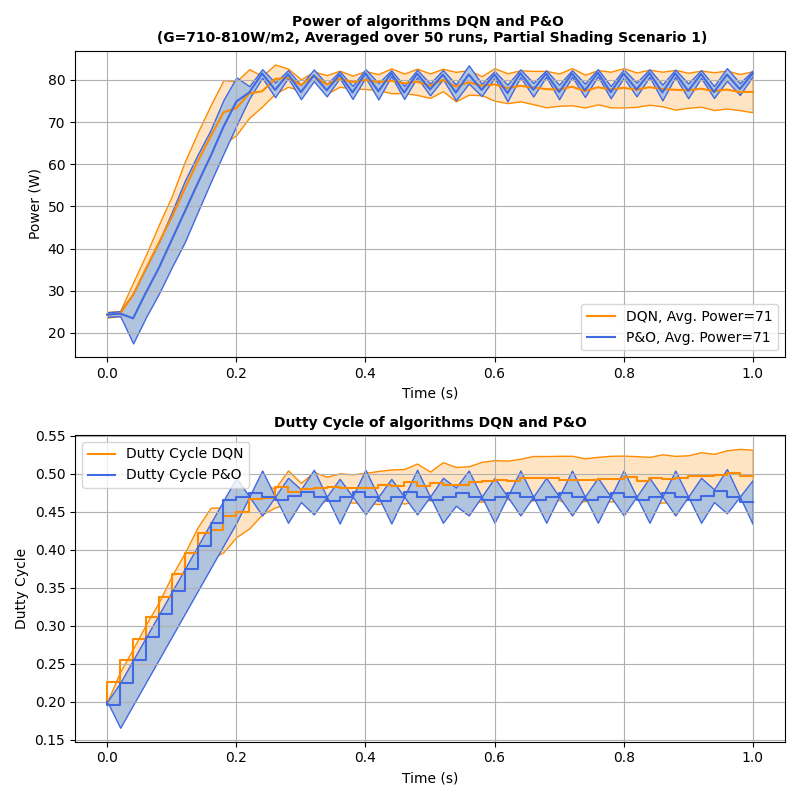 Power of algorithms DQN and P&O
(G=710-810W/m2, Averaged over 50 runs, Partial Shading Scenario 1)
80
70
60
50
40
30
20
Power (W)
DQN, Avg. Power=71
P&O, Avg. Power=71
0.0 0.2 0.4 0.6 0.8 1.0
Time (s)
Dutty Cycle of algorithms DQN and P&O
0.55
0.50
0.45
0.40
0.35
0.30
0.25
0.20
0.15
Dutty Cycle
Dutty Cycle DQN
Dutty Cycle P&O
0.0 0.2 0.4 0.6 0.8 1.0
Time (s)